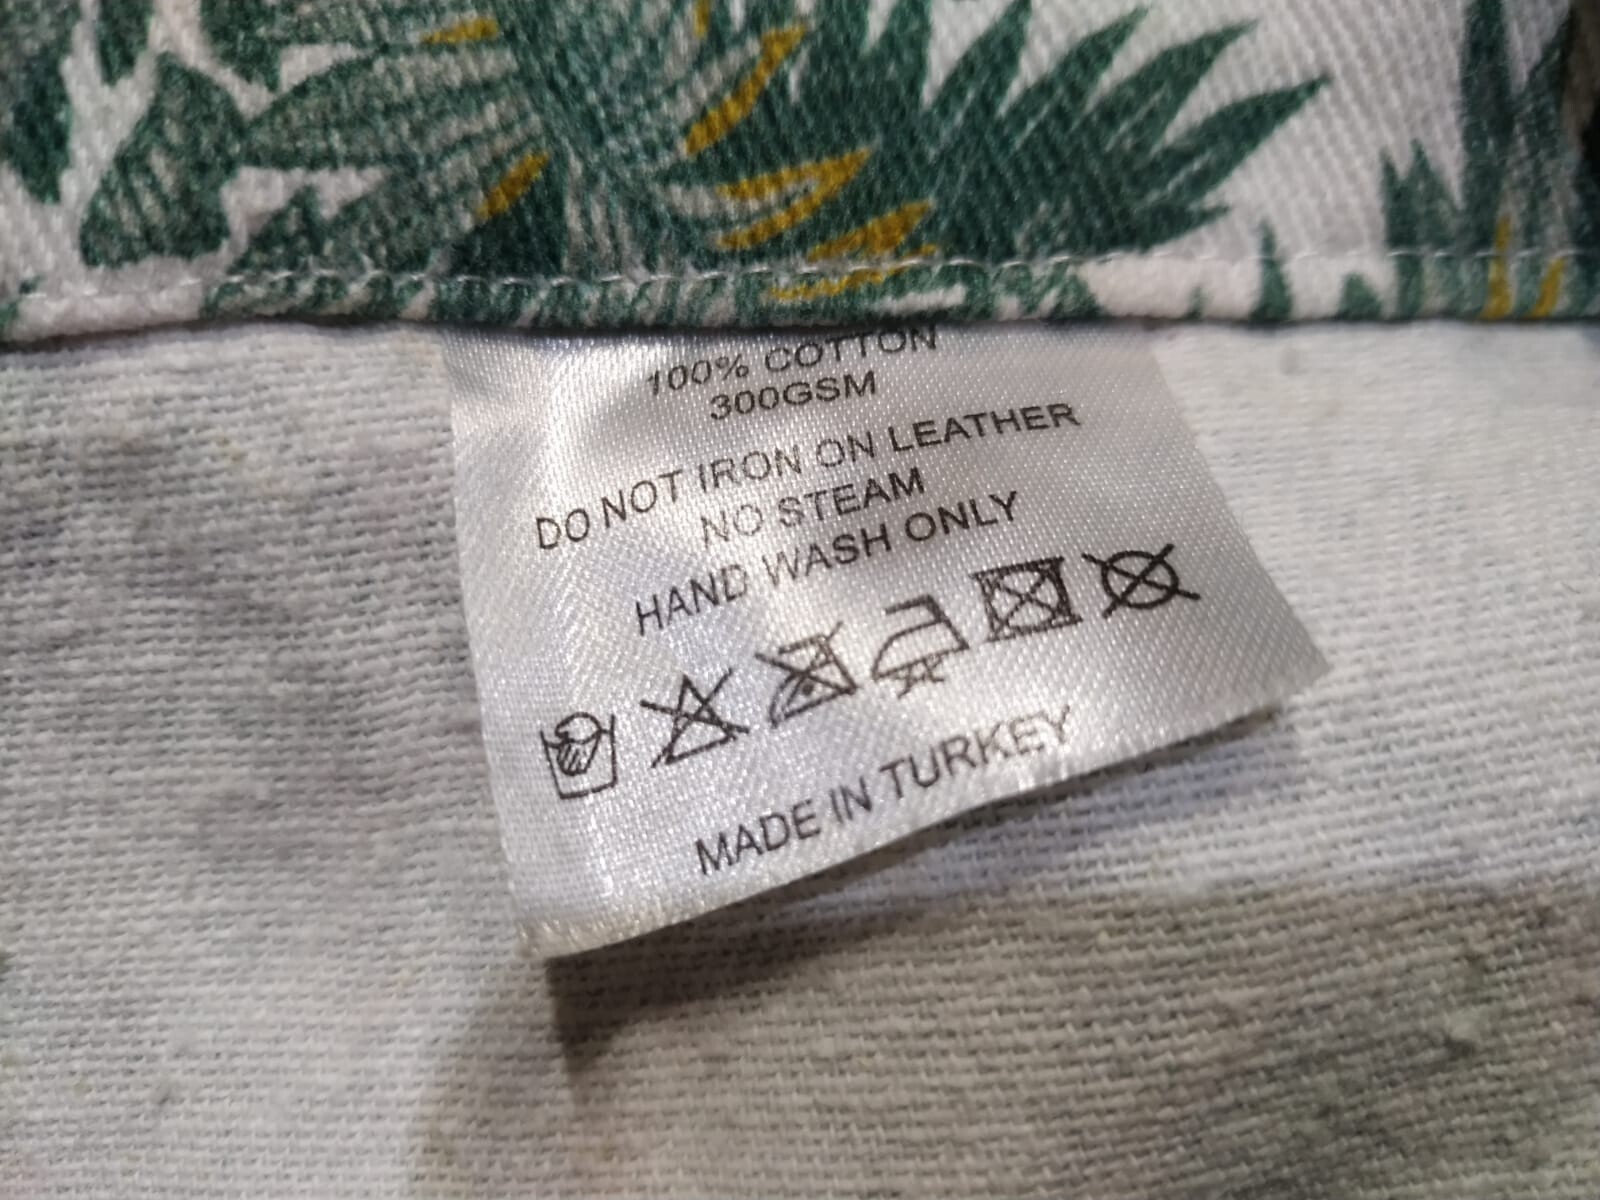 100% COTTON
300GSM
DO NOT IRON ON LEATHER
NO STEAM
HAND WASH ONLY
MADE IN TURKEY